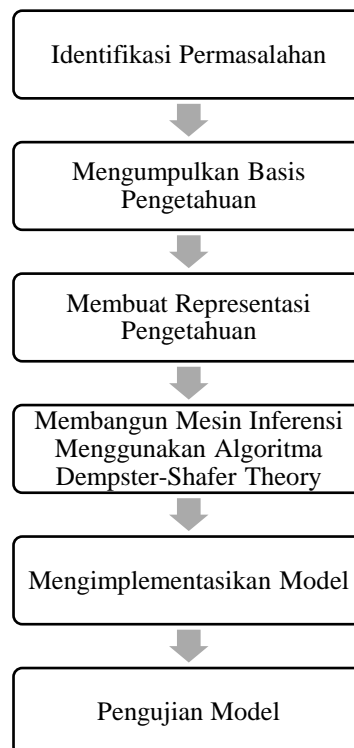 Identifikasi Permasalahan
Mengumpulkan Basis
Pengetahuan
Membuat Representasi
Pengetahuan
Membangun Mesin Inferensi
Menggunakan Algoritma
Dempster-Shafer Theory
Mengimplementasikan Model
Pengujian Model